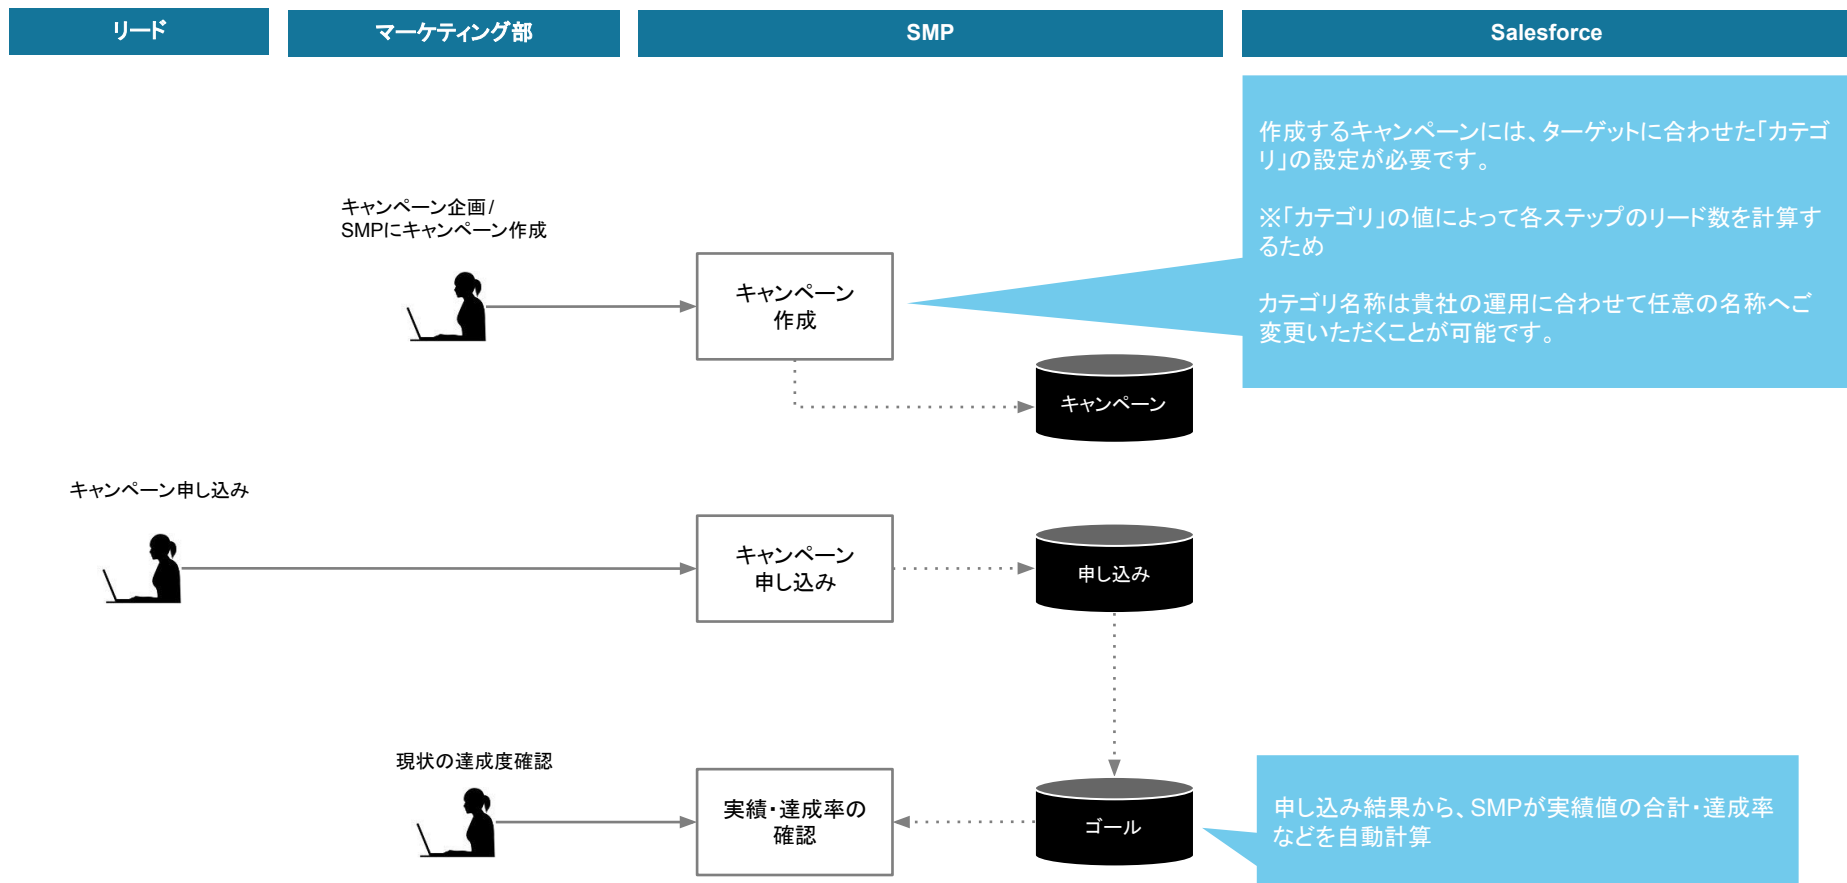 リード
マーケティング部
SMP
Salesforce
作成するキャンペーンには、ターゲットに合わせた「カテゴ
リ」の設定が必要です。
※「カテゴリ」の値によって各ステップのリード数を計算す
るため
カテゴリ名称は貴社の運用に合わせて任意の名称へご
変更いただくことが可能です。
キャンペーン企画/
SMPにキャンペーン作成
キャンペーン
作成
キャンペーン
キャンペーン申し込み
キャンペーン
申し込み
申し込み
現状の達成度確認
実績・達成率の
確認
ゴール
申し込み結果から、SMPが実績値の合計・達成率
などを自動計算